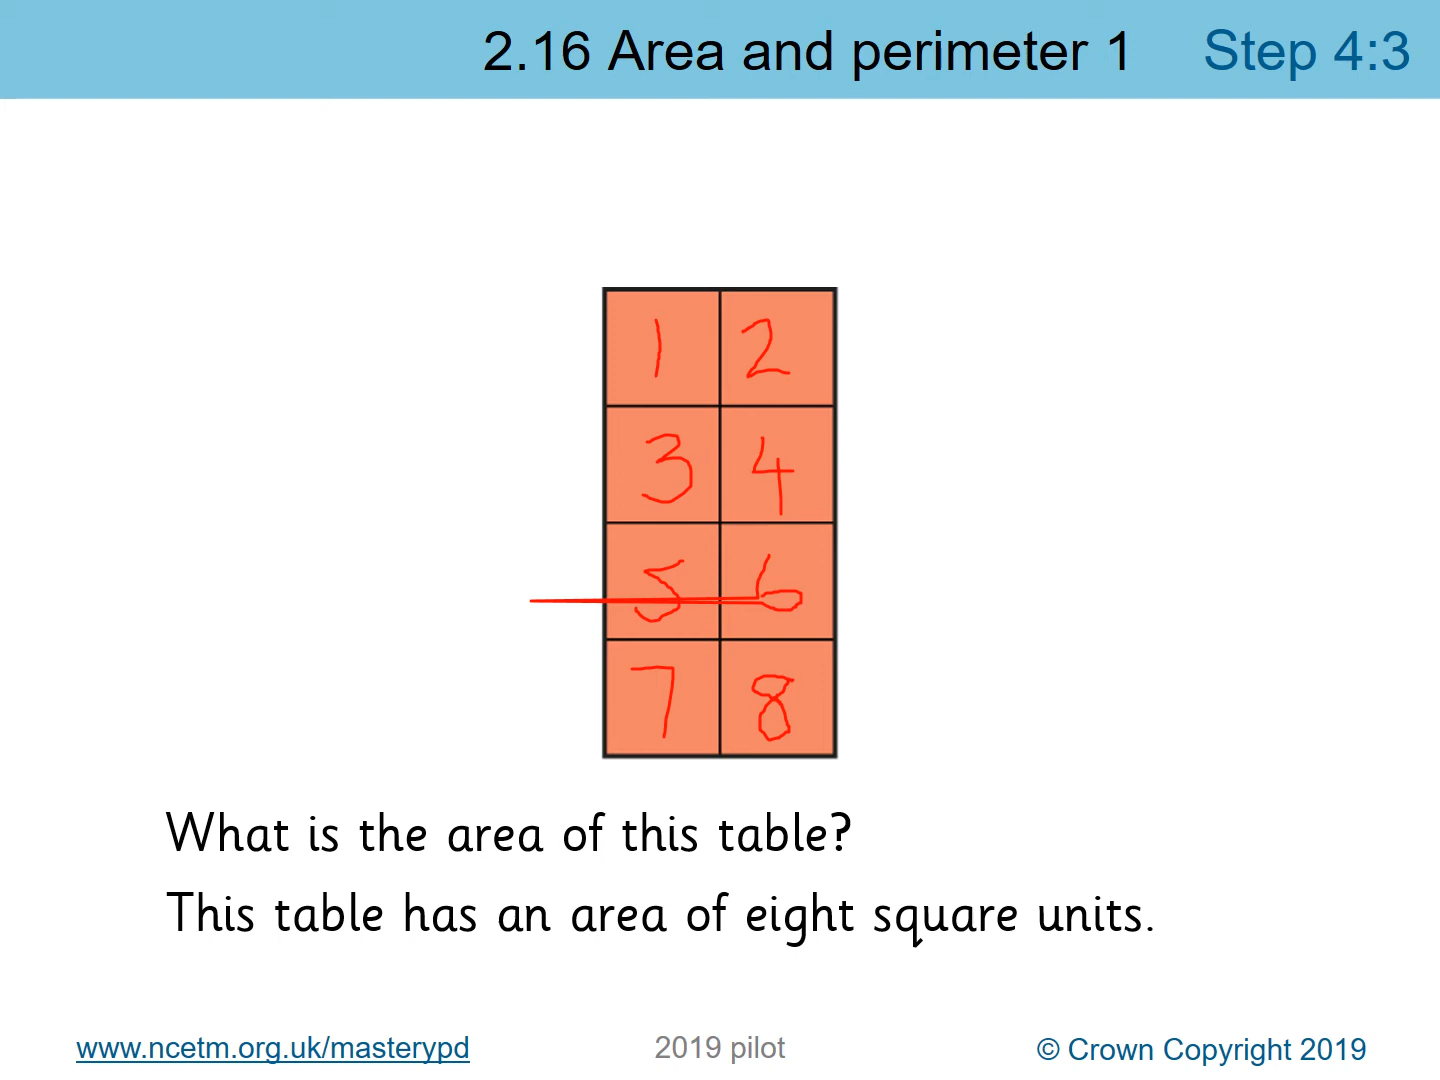 2.16 Area and perimeter 1 Step 4:3
1 2
3 4
5 6
7 8
What is the area of this table?
This table has an area of eight square units.
www.ncetm.org.uk/masterypd 2019 pilot © Crown Copyright 2019